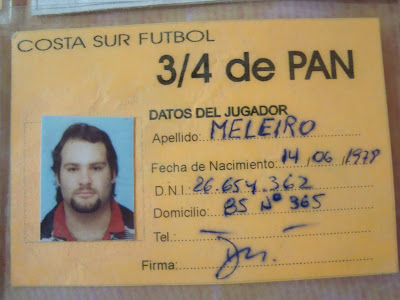 COSTA SUR FUTBOL
3/4 de PAN
DATOS DEL JUGADOR
Apellido: MELEIRO
Fecha de Nacimiento: 14/06/1978
D.N.I.: 26.654.362
Domicilio: BS Nº 365
Tel.: —
Firma: